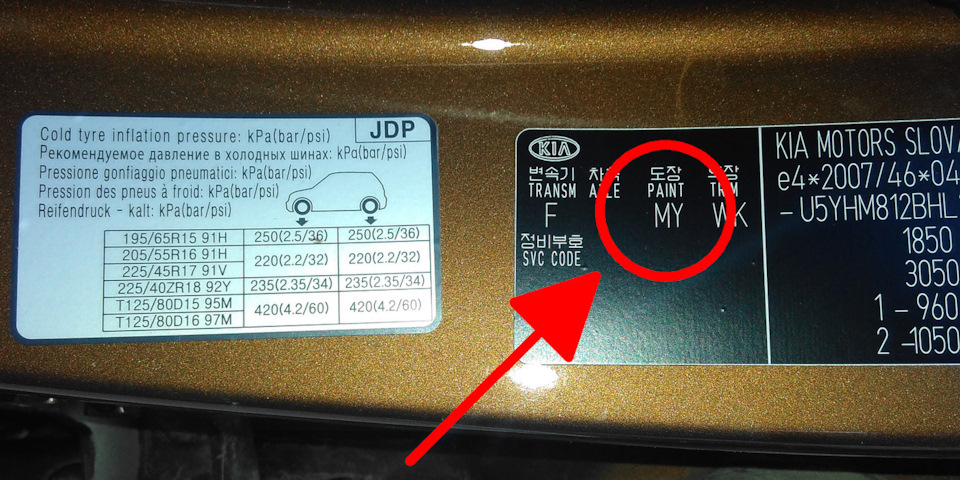 Cold tyre inflation pressure: kPa(bar/psi)
JDP
Рекомендуемое давление в холодных шинах: kPa(bar/psi)
Pressione gonfiaggio pneumatici: kPa(bar/psi)
Pression des pneus à froid: kPa(bar/psi)
Reifendruck - kalt: kPa(bar/psi)
195/65R15 91H 250(2.5/36) 250(2.5/36)
205/55R16 91H
225/45R17 91V
220(2.2/32) 220(2.2/32)
225/40ZR18 92Y 235(2.35/34) 235(2.35/34)
T125/80D15 95M
T125/80D16 97M
420(4.2/60) 420(4.2/60)
KIA
변속기 도장
TRANSM PAINT
F MY WK
정비부호
SVC CODE
KIA MOTORS SLOVA
e4*2007/46*04
- U5YHM812BHL
1850
3050
1 - 960
2 -1050